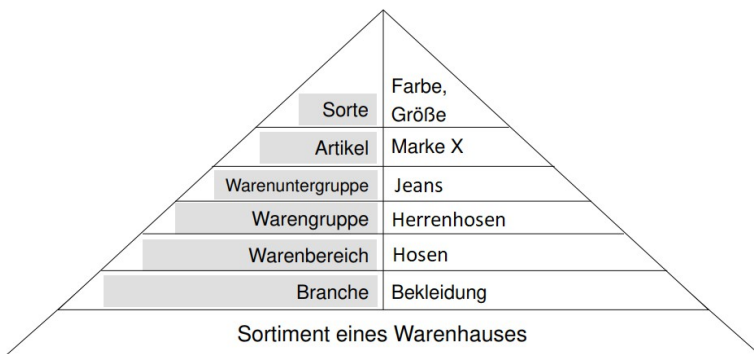 Farbe,
Sorte Größe
Artikel Marke X
Warenuntergruppe Jeans
Warengruppe Herrenhosen
Warenbereich Hosen
Branche Bekleidung
Sortiment eines Warenhauses